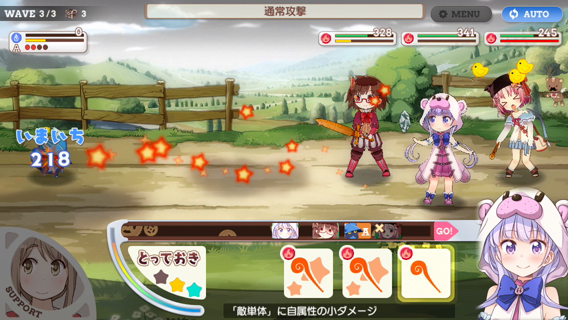 WAVE 3/3 3
通常攻撃
MENU
AUTO
0
A
328
341
245
いまいち
218
A
GO!
とっておき
SUPPORT
「敵単体」に自属性の小ダメージ